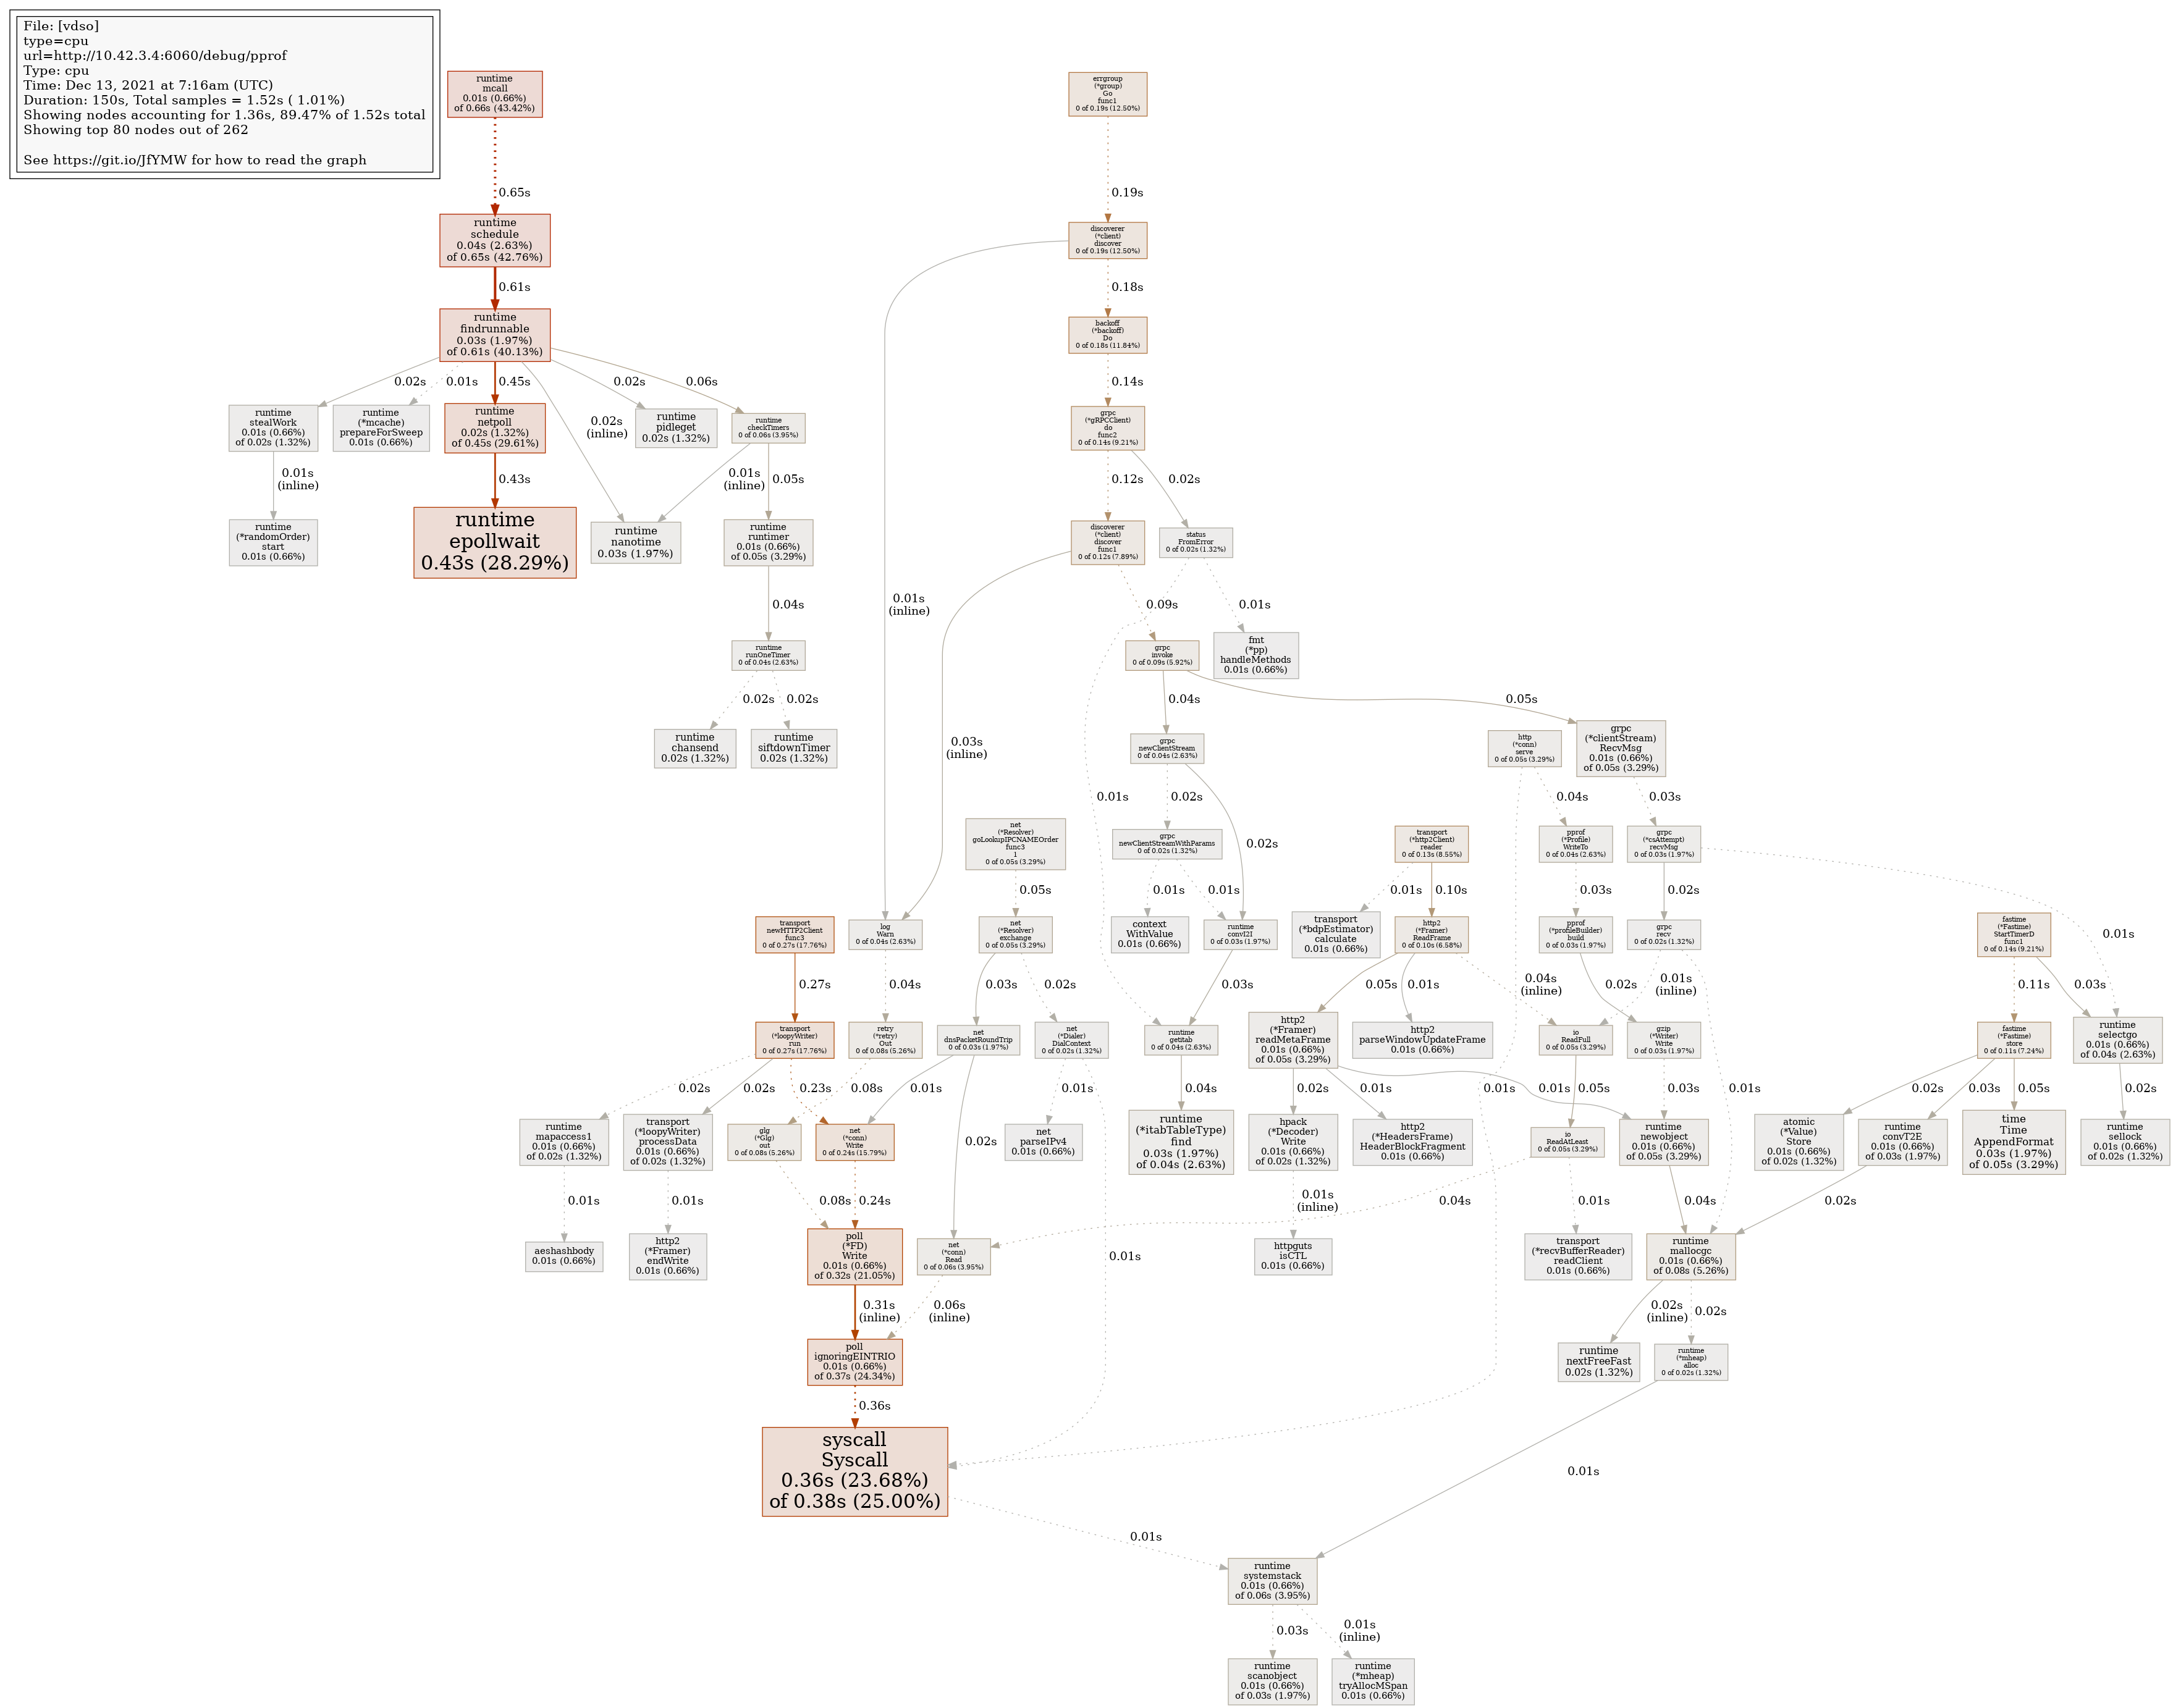 File: [vdso]
type=cpu
url=http://10.42.3.4:6060/debug/pprof
Type: cpu
Time: Dec 13, 2021 at 7:16am (UTC)
Duration: 150s, Total samples = 1.52s ( 1.01%)
Showing nodes accounting for 1.36s, 89.47% of 1.52s total
Showing top 80 nodes out of 262
See https://git.io/JfYMW for how to read the graph
runtime
mcall
0.01s (0.66%)
of 0.66s (43.42%)
errgroup
(*group)
Go
func1
0 of 0.19s (12.50%)
0.65s
0.19s
runtime
schedule
0.04s (2.63%)
of 0.65s (42.76%)
discoverer
(*client)
discover
0 of 0.19s (12.50%)
0.61s
0.18s
runtime
findrunnable
0.03s (1.97%)
of 0.61s (40.13%)
backoff
(*backoff)
Do
0 of 0.18s (11.84%)
0.02s
0.01s
0.45s
0.02s
(inline)
0.02s
0.06s
0.14s
runtime
stealWork
0.01s (0.66%)
of 0.02s (1.32%)
runtime
(*mcache)
prepareForSweep
0.01s (0.66%)
runtime
netpoll
0.02s (1.32%)
of 0.45s (29.61%)
runtime
pidleget
0.02s (1.32%)
runtime
checkTimers
0 of 0.06s (3.95%)
grpc
(*gRPCClient)
do
func2
0 of 0.14s (9.21%)
0.01s
(inline)
0.43s
0.01s
(inline)
0.05s
0.12s
0.02s
runtime
(*randomOrder)
start
0.01s (0.66%)
runtime
epollwait
0.43s (28.29%)
runtime
nanotime
0.03s (1.97%)
runtime
runtimer
0.01s (0.66%)
of 0.05s (3.29%)
discoverer
(*client)
discover
func1
0 of 0.12s (7.89%)
status
FromError
0 of 0.02s (1.32%)
0.04s
0.01s
(inline)
0.09s
0.01s
runtime
runOneTimer
0 of 0.04s (2.63%)
grpc
invoke
0 of 0.09s (5.92%)
fmt
(*pp)
handleMethods
0.01s (0.66%)
0.02s
0.02s
0.04s
0.05s
runtime
chansend
0.02s (1.32%)
runtime
siftdownTimer
0.02s (1.32%)
0.03s
(inline)
grpc
newClientStream
0 of 0.04s (2.63%)
http
(*conn)
serve
0 of 0.05s (3.29%)
grpc
(*clientStream)
RecvMsg
0.01s (0.66%)
of 0.05s (3.29%)
0.01s
0.02s
0.02s
0.04s
0.03s
net
(*Resolver)
goLookupIPCNAMEOrder
func3
1
0 of 0.05s (3.29%)
grpc
newClientStreamWithParams
0 of 0.02s (1.32%)
transport
(*http2Client)
reader
0 of 0.13s (8.55%)
pprof
(*Profile)
WriteTo
0 of 0.04s (2.63%)
grpc
(*csAttempt)
recvMsg
0 of 0.03s (1.97%)
0.05s
0.01s
0.01s
0.01s
0.10s
0.03s
0.02s
0.01s
transport
newHTTP2Client
func3
0 of 0.27s (17.76%)
log
Warn
0 of 0.04s (2.63%)
net
(*Resolver)
exchange
0 of 0.05s (3.29%)
context
WithValue
0.01s (0.66%)
runtime
convI2I
0 of 0.03s (1.97%)
transport
(*bdpEstimator)
calculate
0.01s (0.66%)
http2
(*Framer)
ReadFrame
0 of 0.10s (6.58%)
pprof
(*profileBuilder)
build
0 of 0.03s (1.97%)
grpc
recv
0 of 0.02s (1.32%)
fastime
(*Fastime)
StartTimerD
func1
0 of 0.14s (9.21%)
0.27s
0.04s
0.03s
0.02s
0.03s
0.05s
0.01s
0.04s
(inline)
0.02s
0.01s
(inline)
0.11s
0.03s
transport
(*loopyWriter)
run
0 of 0.27s (17.76%)
retry
(*retry)
Out
0 of 0.08s (5.26%)
net
dnsPacketRoundTrip
0 of 0.03s (1.97%)
net
(*Dialer)
DialContext
0 of 0.02s (1.32%)
runtime
getitab
0 of 0.04s (2.63%)
http2
(*Framer)
readMetaFrame
0.01s (0.66%)
of 0.05s (3.29%)
http2
parseWindowUpdateFrame
0.01s (0.66%)
io
ReadFull
0 of 0.05s (3.29%)
gzip
(*Writer)
Write
0 of 0.03s (1.97%)
fastime
(*Fastime)
store
0 of 0.11s (7.24%)
runtime
selectgo
0.01s (0.66%)
of 0.04s (2.63%)
0.02s
0.02s
0.23s
0.08s
0.01s
0.01s
0.04s
0.02s
0.01s
0.01s
0.01s
0.05s
0.03s
0.01s
0.02s
0.03s
0.05s
0.02s
runtime
mapaccess1
0.01s (0.66%)
of 0.02s (1.32%)
transport
(*loopyWriter)
processData
0.01s (0.66%)
of 0.02s (1.32%)
glg
(*Glg)
out
0 of 0.08s (5.26%)
net
(*conn)
Write
0 of 0.24s (15.79%)
0.02s
net
parseIPv4
0.01s (0.66%)
runtime
(*itabTableType)
find
0.03s (1.97%)
of 0.04s (2.63%)
hpack
(*Decoder)
Write
0.01s (0.66%)
of 0.02s (1.32%)
http2
(*HeadersFrame)
HeaderBlockFragment
0.01s (0.66%)
io
ReadAtLeast
0 of 0.05s (3.29%)
runtime
newobject
0.01s (0.66%)
of 0.05s (3.29%)
atomic
(*Value)
Store
0.01s (0.66%)
of 0.02s (1.32%)
runtime
convT2E
0.01s (0.66%)
of 0.03s (1.97%)
time
Time
AppendFormat
0.03s (1.97%)
of 0.05s (3.29%)
runtime
sellock
0.01s (0.66%)
of 0.02s (1.32%)
0.01s
0.01s
0.08s
0.24s
0.01s
(inline)
0.04s
0.01s
0.04s
0.02s
aeshashbody
0.01s (0.66%)
http2
(*Framer)
endWrite
0.01s (0.66%)
poll
(*FD)
Write
0.01s (0.66%)
of 0.32s (21.05%)
net
(*conn)
Read
0 of 0.06s (3.95%)
0.01s
httpguts
isCTL
0.01s (0.66%)
transport
(*recvBufferReader)
readClient
0.01s (0.66%)
runtime
mallocgc
0.01s (0.66%)
of 0.08s (5.26%)
0.31s
(inline)
0.06s
(inline)
0.02s
(inline)
0.02s
poll
ignoringEINTRIO
0.01s (0.66%)
of 0.37s (24.34%)
runtime
nextFreeFast
0.02s (1.32%)
runtime
(*mheap)
alloc
0 of 0.02s (1.32%)
0.36s
syscall
Syscall
0.36s (23.68%)
of 0.38s (25.00%)
0.01s
0.01s
runtime
systemstack
0.01s (0.66%)
of 0.06s (3.95%)
0.03s
0.01s
(inline)
runtime
scanobject
0.01s (0.66%)
of 0.03s (1.97%)
runtime
(*mheap)
tryAllocMSpan
0.01s (0.66%)